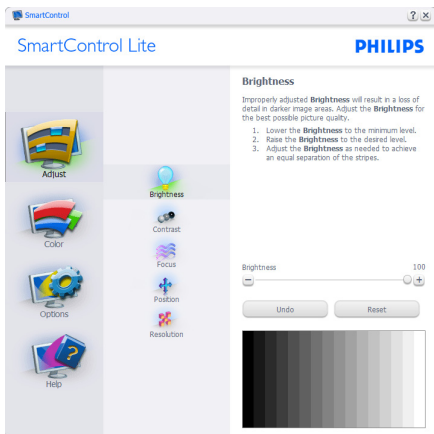 SmartControl
SmartControl Lite
PHILIPS
Adjust
Color
Options
Help
Brightness
Contrast
Focus
Position
Resolution
Brightness
Improperly adjusted Brightness will result in a loss of
detail in darker image areas. Adjust the Brightness for
the best possible picture quality.
1. Lower the Brightness to the minimum level.
2. Raise the Brightness to the desired level.
3. Adjust the Brightness as needed to achieve
an equal separation of the stripes.
Brightness 100
Undo Reset